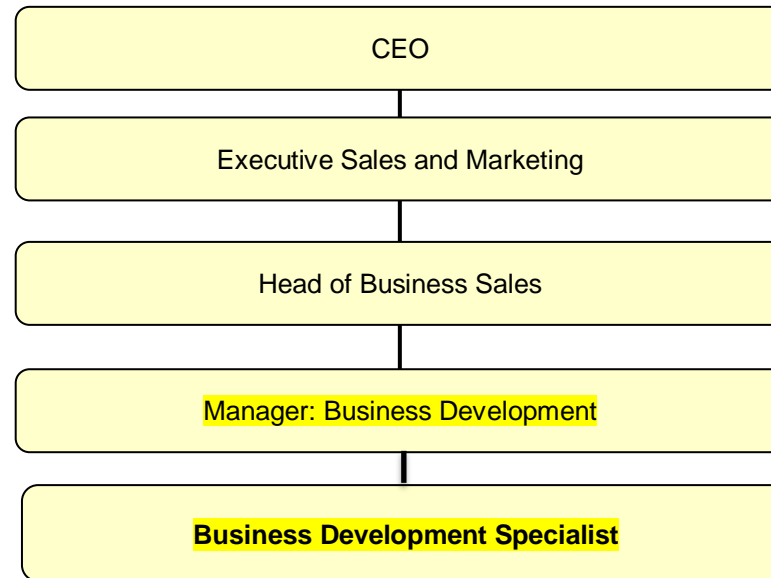 CEO
Executive Sales and Marketing
Head of Business Sales
Manager: Business Development
Business Development Specialist